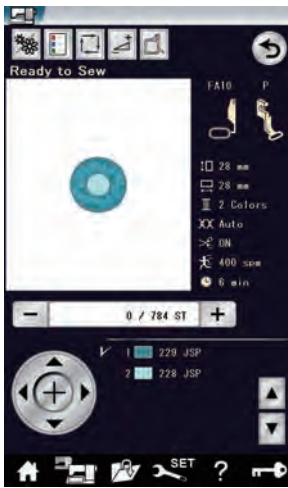 Ready to Sew
FA10 P
28 mm
28 mm
2 Colors
Auto
ON
400 spm
6 min
− 0 / 784 ST +
1 229 JSP
2 228 JSP
SET
?